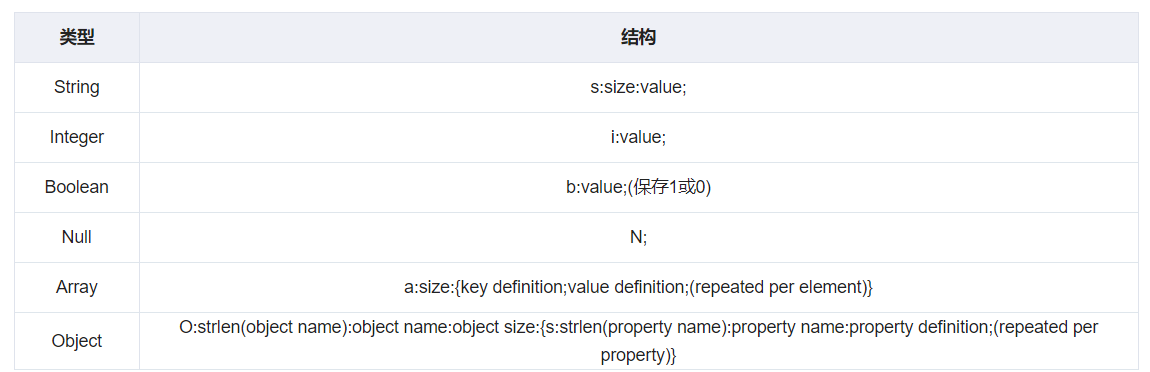 类型 结构
String s:size:value;
Integer i:value;
Boolean b:value;(保存1或0)
Null N;
Array a:size:{key definition;value definition;(repeated per element)}
Object O:strlen(object name):object name:object size:{s:strlen(property name):property name:property definition;(repeated per
property)}